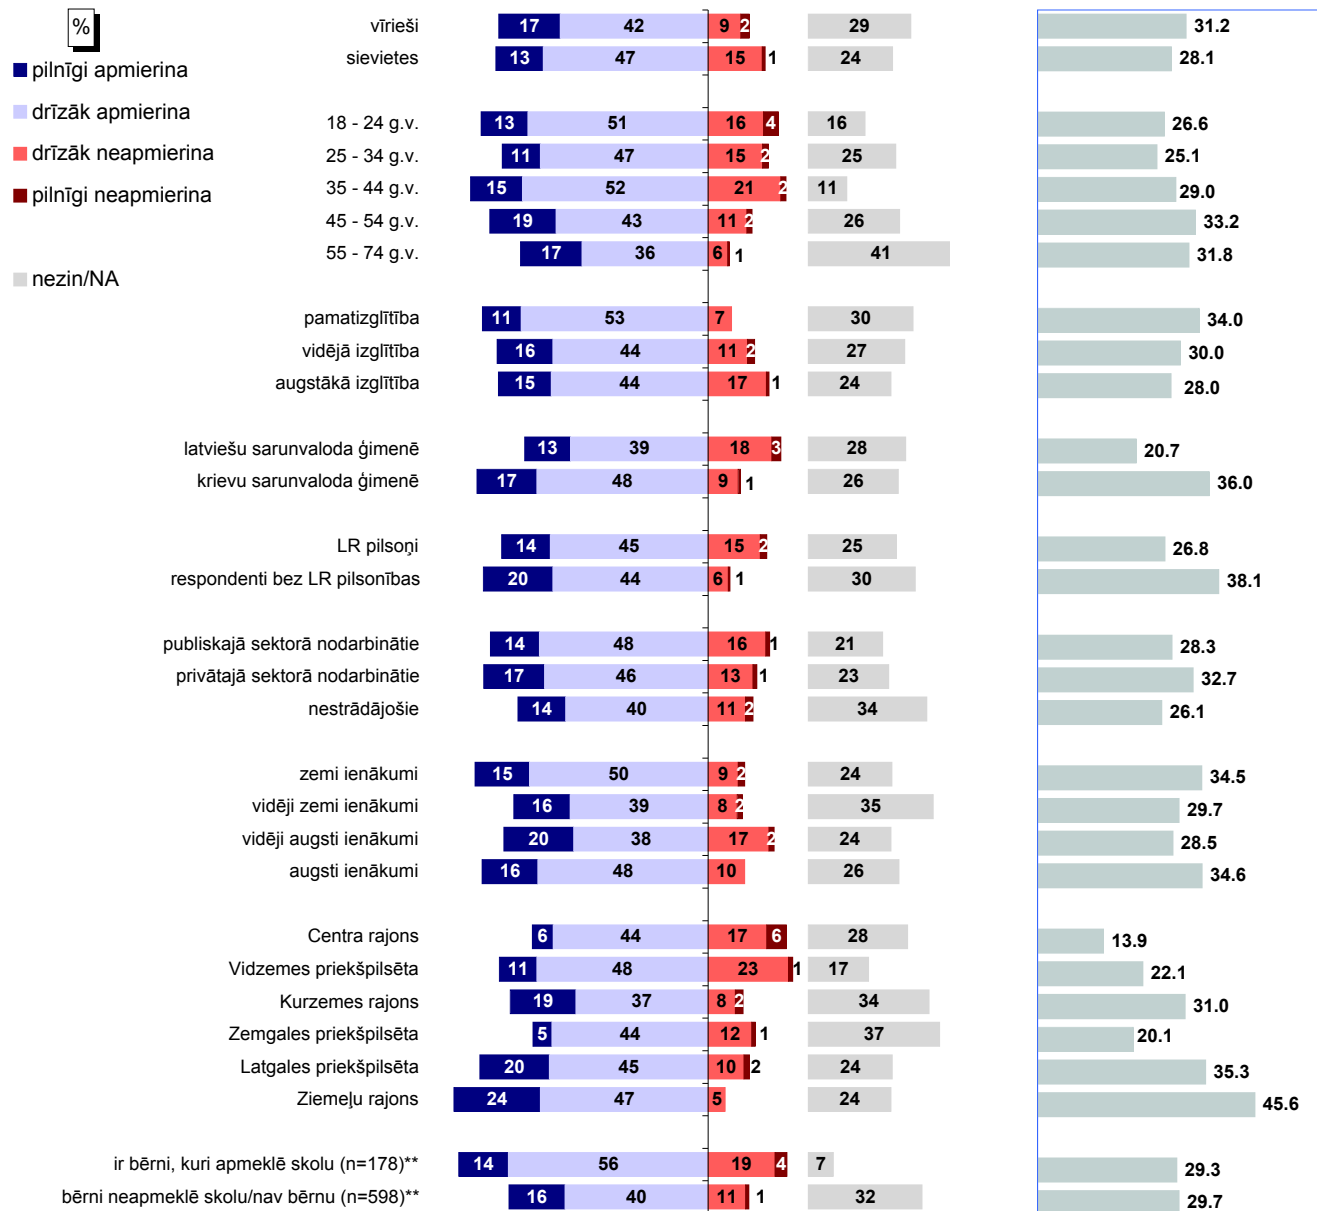 %
pilnīgi apmierina
drīzāk apmierina
drīzāk neapmierina
pilnīgi neapmierina
nezin/NA
vīrieši 17 42 9 2 29 31.2
sievietes 13 47 15 1 24 28.1
18 - 24 g.v. 13 51 16 4 16 26.6
25 - 34 g.v. 11 47 15 2 25 25.1
35 - 44 g.v. 15 52 21 2 11 29.0
45 - 54 g.v. 19 43 11 2 26 33.2
55 - 74 g.v. 17 36 6 1 41 31.8
pamatizglītība 11 53 7 30 34.0
vidējā izglītība 16 44 11 2 27 30.0
augstākā izglītība 15 44 17 1 24 28.0
latviešu sarunvaloda ģimenē 13 39 18 3 28 20.7
krievu sarunvaloda ģimenē 17 48 9 1 26 36.0
LR pilsoņi 14 45 15 2 25 26.8
respondenti bez LR pilsonības 20 44 6 1 30 38.1
publiskajā sektorā nodarbinātie 14 48 16 1 21 28.3
privātajā sektorā nodarbinātie 17 46 13 1 23 32.7
nestrādājošie 14 40 11 2 34 26.1
zemi ienākumi 15 50 9 2 24 34.5
vidēji zemi ienākumi 16 39 8 2 35 29.7
vidēji augsti ienākumi 20 38 17 2 24 28.5
augsti ienākumi 16 48 10 26 34.6
Centra rajons 6 44 17 6 28 13.9
Vidzemes priekšpilsēta 11 48 23 1 17 22.1
Kurzemes rajons 19 37 8 2 34 31.0
Zemgales priekšpilsēta 5 44 12 1 37 20.1
Latgales priekšpilsēta 20 45 10 2 24 35.3
Ziemeļu rajons 24 47 5 24 45.6
ir bērni, kuri apmeklē skolu (n=178)** 14 56 19 4 7 29.3
bērni neapmeklē skolu/nav bērnu (n=598)** 16 40 11 1 32 29.7